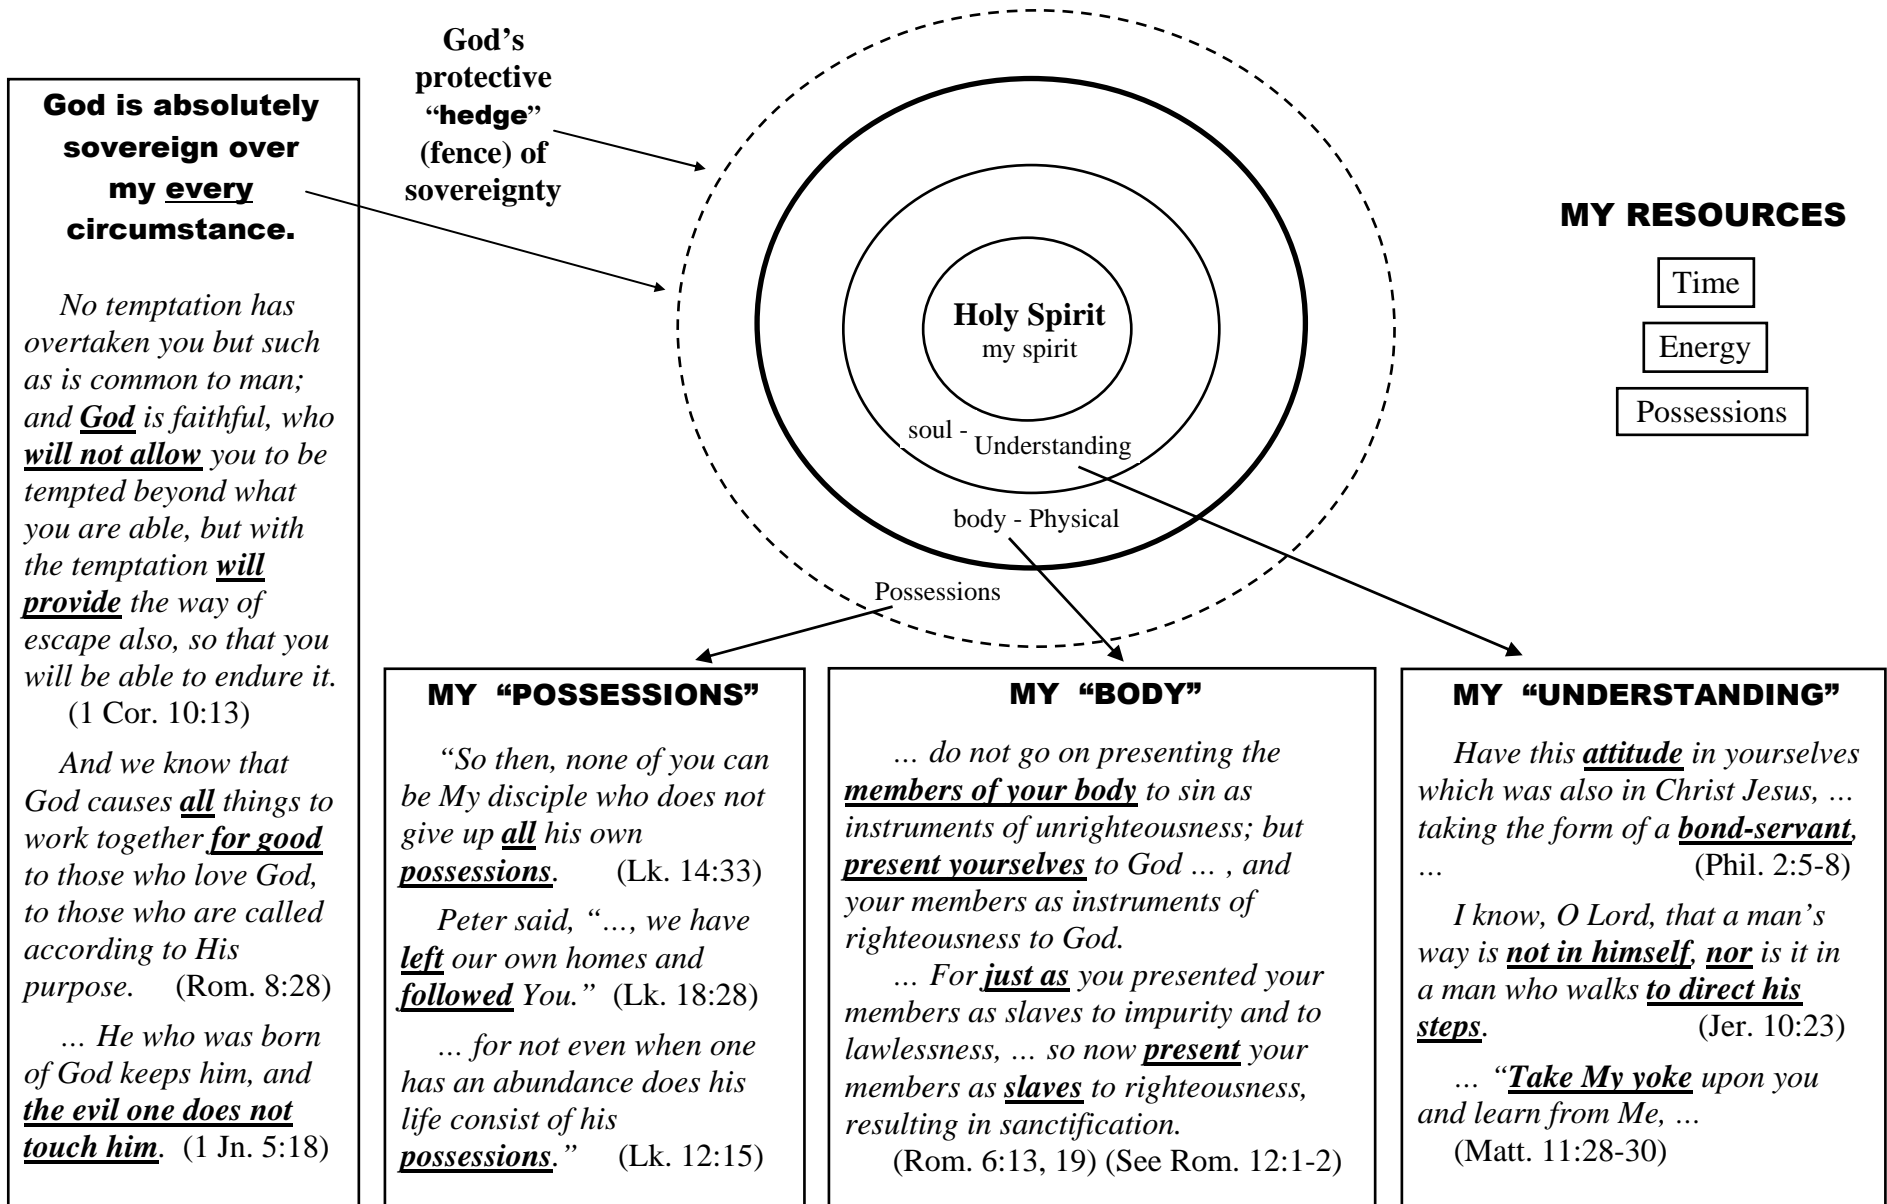 God is absolutely
sovereign over
my every
circumstance.
No temptation has
overtaken you but such
as is common to man;
and God is faithful, who
will not allow you to be
tempted beyond what
you are able, but with
the temptation will
provide the way of
escape also, so that you
will be able to endure it.
(1 Cor. 10:13)
And we know that
God causes all things to
work together for good
to those who love God,
to those who are called
according to His
purpose. (Rom. 8:28)
… He who was born
of God keeps him, and
the evil one does not
touch him. (1 Jn. 5:18)
God’s
protective
“hedge”
(fence) of
sovereignty
Holy Spirit
my spirit
soul - Understanding
body - Physical
Possessions
MY RESOURCES
Time
Energy
Possessions
MY “POSSESSIONS”
“So then, none of you can
be My disciple who does not
give up all his own
possessions. (Lk. 14:33)
Peter said, “…, we have
left our own homes and
followed You.” (Lk. 18:28)
… for not even when one
has an abundance does his
life consist of his
possessions.” (Lk. 12:15)
MY “BODY”
… do not go on presenting the
members of your body to sin as
instruments of unrighteousness; but
present yourselves to God … , and
your members as instruments of
righteousness to God.
… For just as you presented your
members as slaves to impurity and to
lawlessness, … so now present your
members as slaves to righteousness,
resulting in sanctification.
(Rom. 6:13, 19) (See Rom. 12:1-2)
MY “UNDERSTANDING”
Have this attitude in yourselves
which was also in Christ Jesus, …
taking the form of a bond-servant,
… (Phil. 2:5-8)
I know, O Lord, that a man’s
way is not in himself, nor is it in
a man who walks to direct his
steps. (Jer. 10:23)
… “Take My yoke upon you
and learn from Me, …
(Matt. 11:28-30)